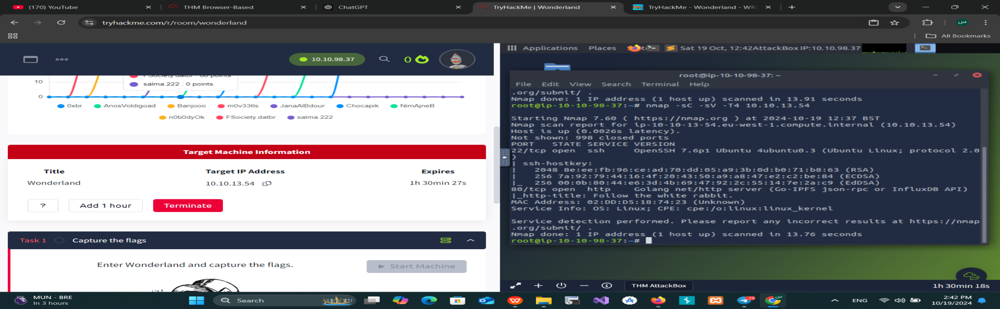 (170) YouTube
THM Browser-Based
ChatGPT
TryHackMe | Wonderland
TryHackMe - Wonderland - WR
tryhackme.com/r/room/wonderland
س
All Bookmarks
10.10.98.37
0
10
0
FSociety.datbr : 60 points
salma.222 : 0 points
0xbr AnosVoldigoad Banjooo m0v33tls JanaAlBdour Chocapik NimAjneB
n0b0dyOk FSociety.datbr salma.222
Target Machine Information
Title Target IP Address Expires
Wonderland 10.10.13.54 1h 30min 27s
? Add 1 hour Terminate
Task 1 Capture the flags
Enter Wonderland and capture the flags.
Start Machine
Applications Places Sat 19 Oct, 12:42 AttackBox IP:10.10.98.37
root@ip-10-10-98-37: ~
File Edit View Search Terminal Help
.org/submit/ .
Nmap done: 1 IP address (1 host up) scanned in 13.91 seconds
root@ip-10-10-98-37:~# nmap -sC -sV -T4 10.10.13.54
Starting Nmap 7.60 ( https://nmap.org ) at 2024-10-19 12:37 BST
Nmap scan report for ip-10-10-13-54.eu-west-1.compute.internal (10.10.13.54)
Host is up (0.0026s latency).
Not shown: 998 closed ports
PORT STATE SERVICE VERSION
22/tcp open ssh OpenSSH 7.6p1 Ubuntu 4ubuntu0.3 (Ubuntu Linux; protocol 2.0
)
| ssh-hostkey:
| 2048 8e:ee:fb:96:ce:ad:70:dd:05:a9:3b:0d:b0:71:b8:63 (RSA)
| 256 7a:92:79:44:16:4f:20:43:50:a9:a8:47:e2:c2:be:84 (ECDSA)
|_ 256 00:0b:80:44:e6:3d:4b:69:47:92:2c:55:14:7e:2a:c9 (EdDSA)
80/tcp open http Golang net/http server (Go-IPFS json-rpc or InfluxDB API)
|_http-title: Follow the white rabbit.
MAC Address: 02:DD:D5:18:74:23 (Unknown)
Service Info: OS: Linux; CPE: cpe:/o:linux:linux_kernel
Service detection performed. Please report any incorrect results at https://nmap
.org/submit/ .
Nmap done: 1 IP address (1 host up) scanned in 13.76 seconds
root@ip-10-10-98-37:~#
THM AttackBox
1h 30min 18s
MUN - BRE
In 3 hours
Search
10
ENG
2:42 PM
10/19/2024